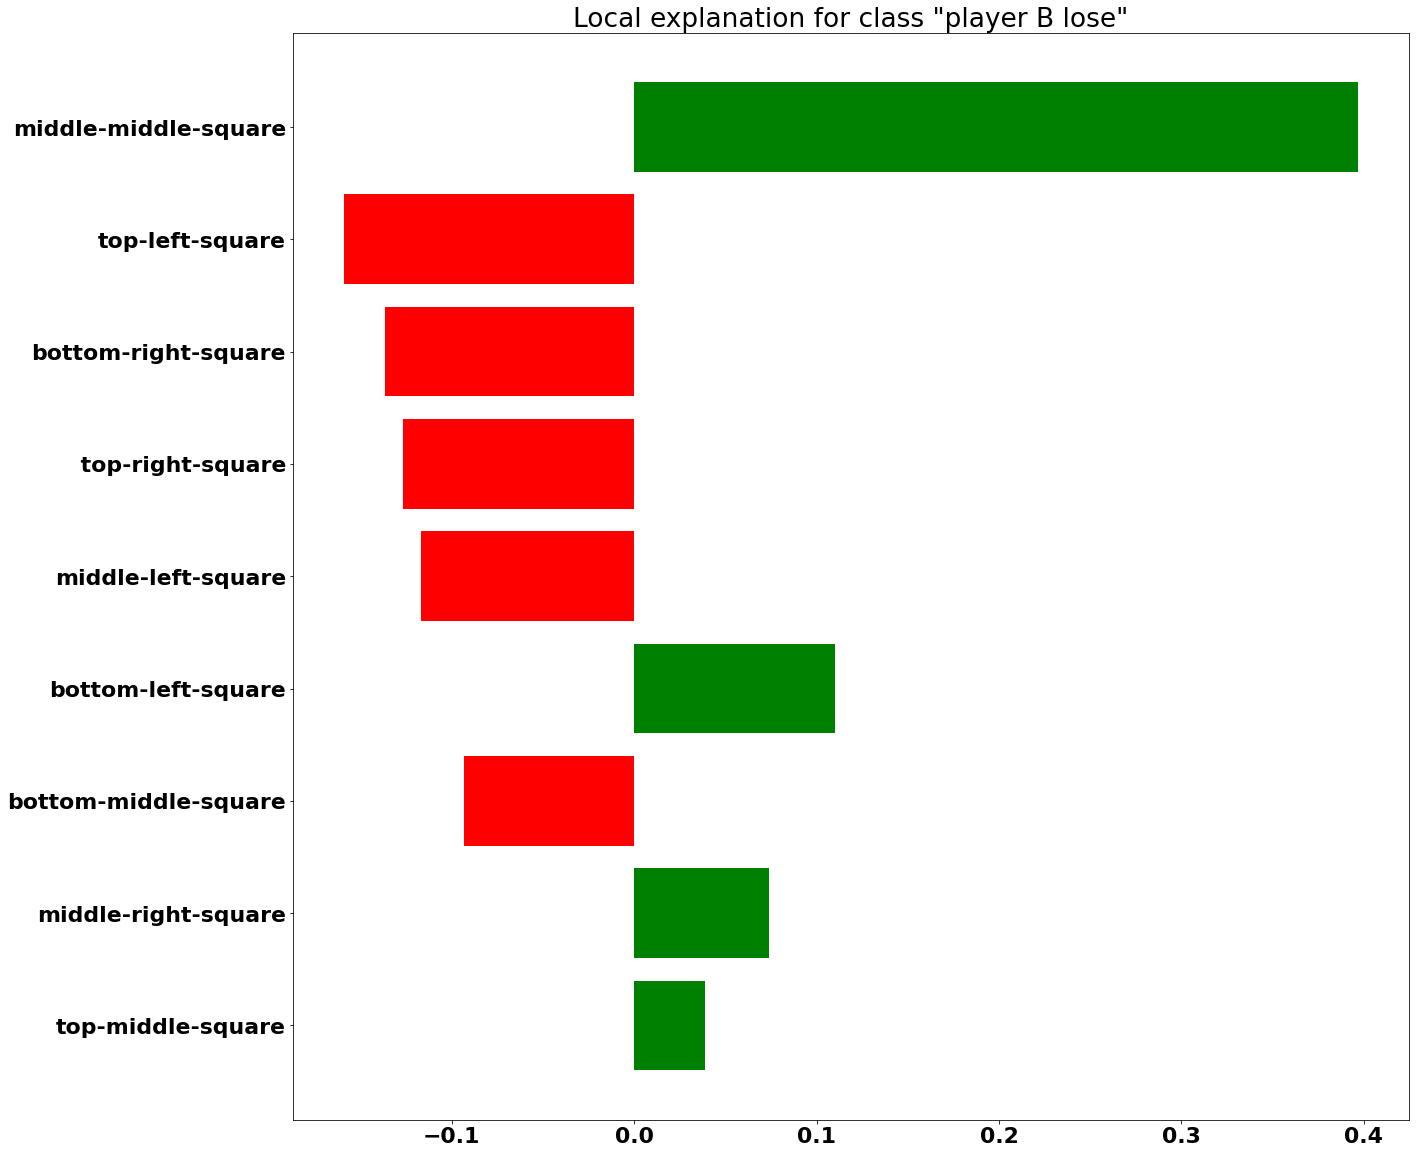 Local explanation for class "player B lose"
middle-middle-square
top-left-square
bottom-right-square
top-right-square
middle-left-square
bottom-left-square
bottom-middle-square
middle-right-square
top-middle-square
−0.1 0.0 0.1 0.2 0.3 0.4